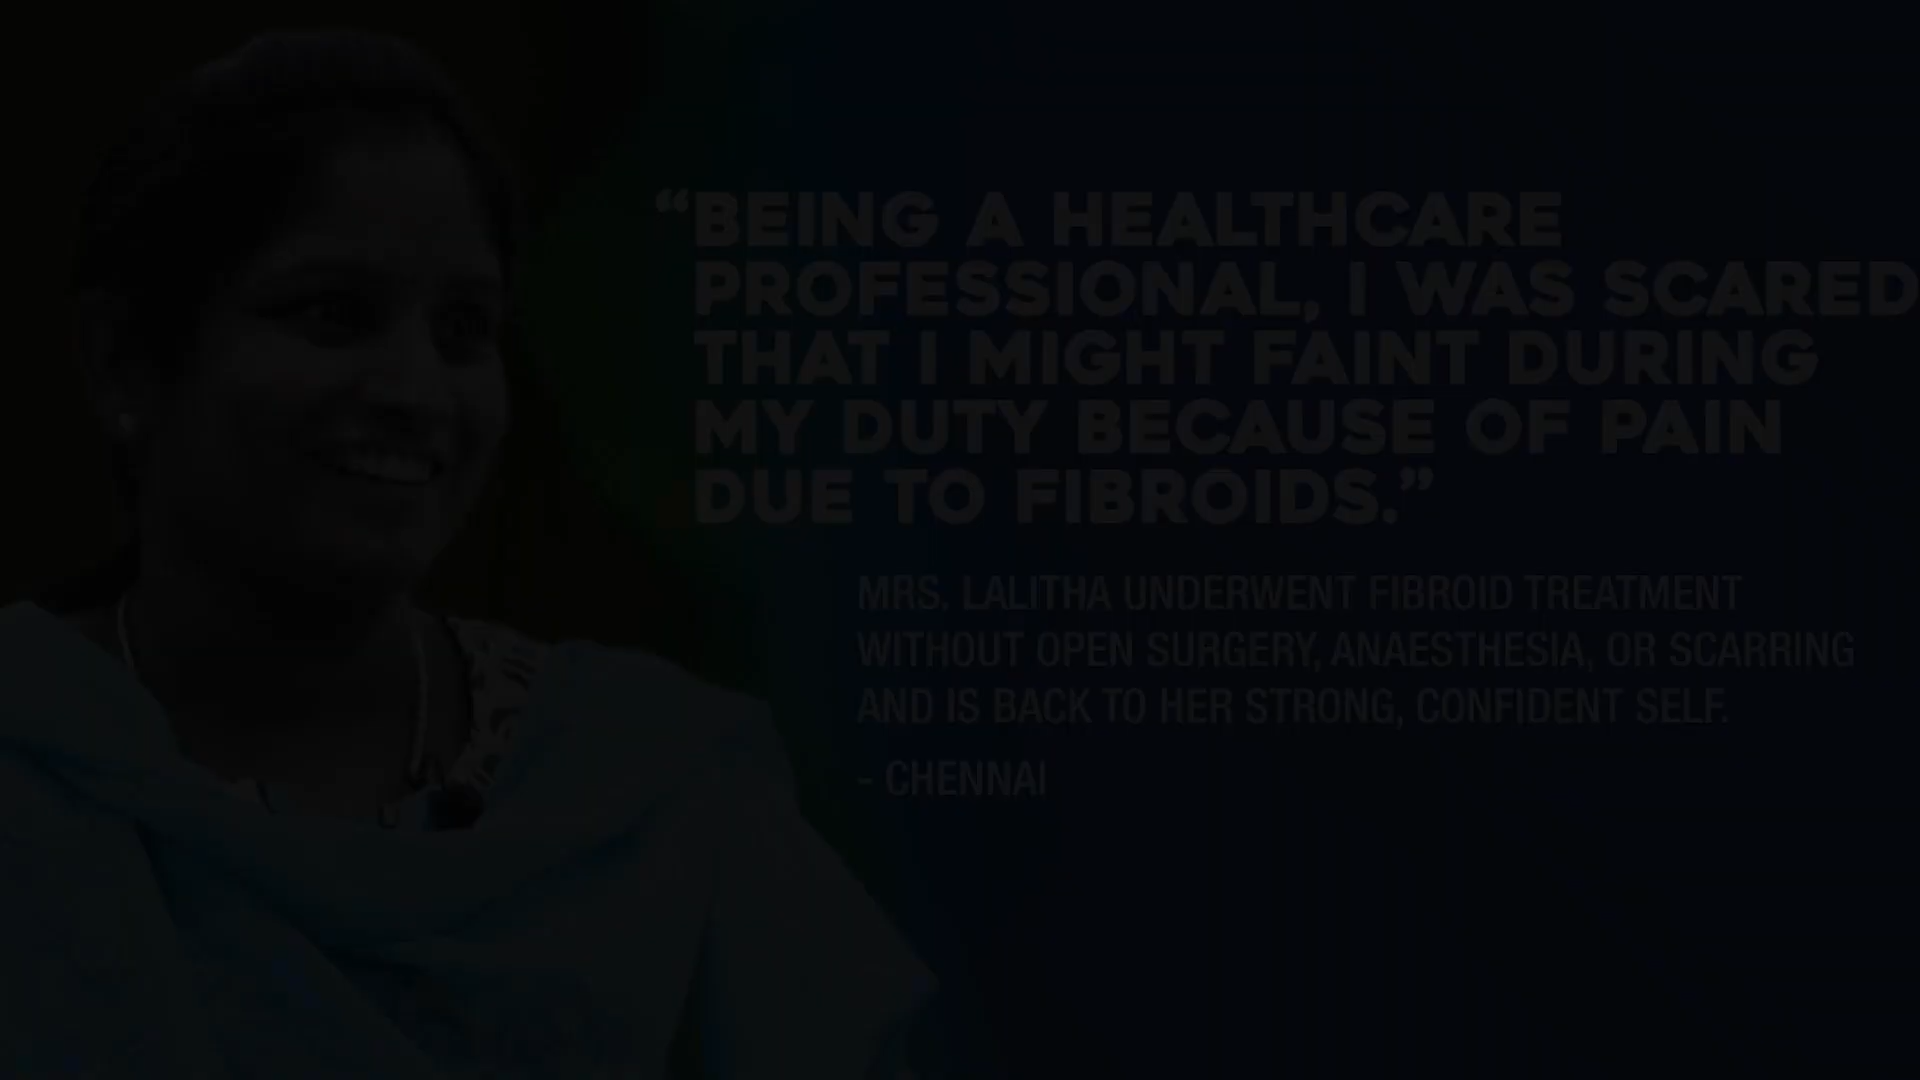 “BEING A HEALTHCARE
PROFESSIONAL, I WAS SCARED
THAT I MIGHT FAINT DURING
MY DUTY BECAUSE OF PAIN
DUE TO FIBROIDS.”
MRS. LALITHA UNDERWENT FIBROID TREATMENT
WITHOUT OPEN SURGERY, ANAESTHESIA, OR SCARRING
AND IS BACK TO HER STRONG, CONFIDENT SELF.
- CHENNAI